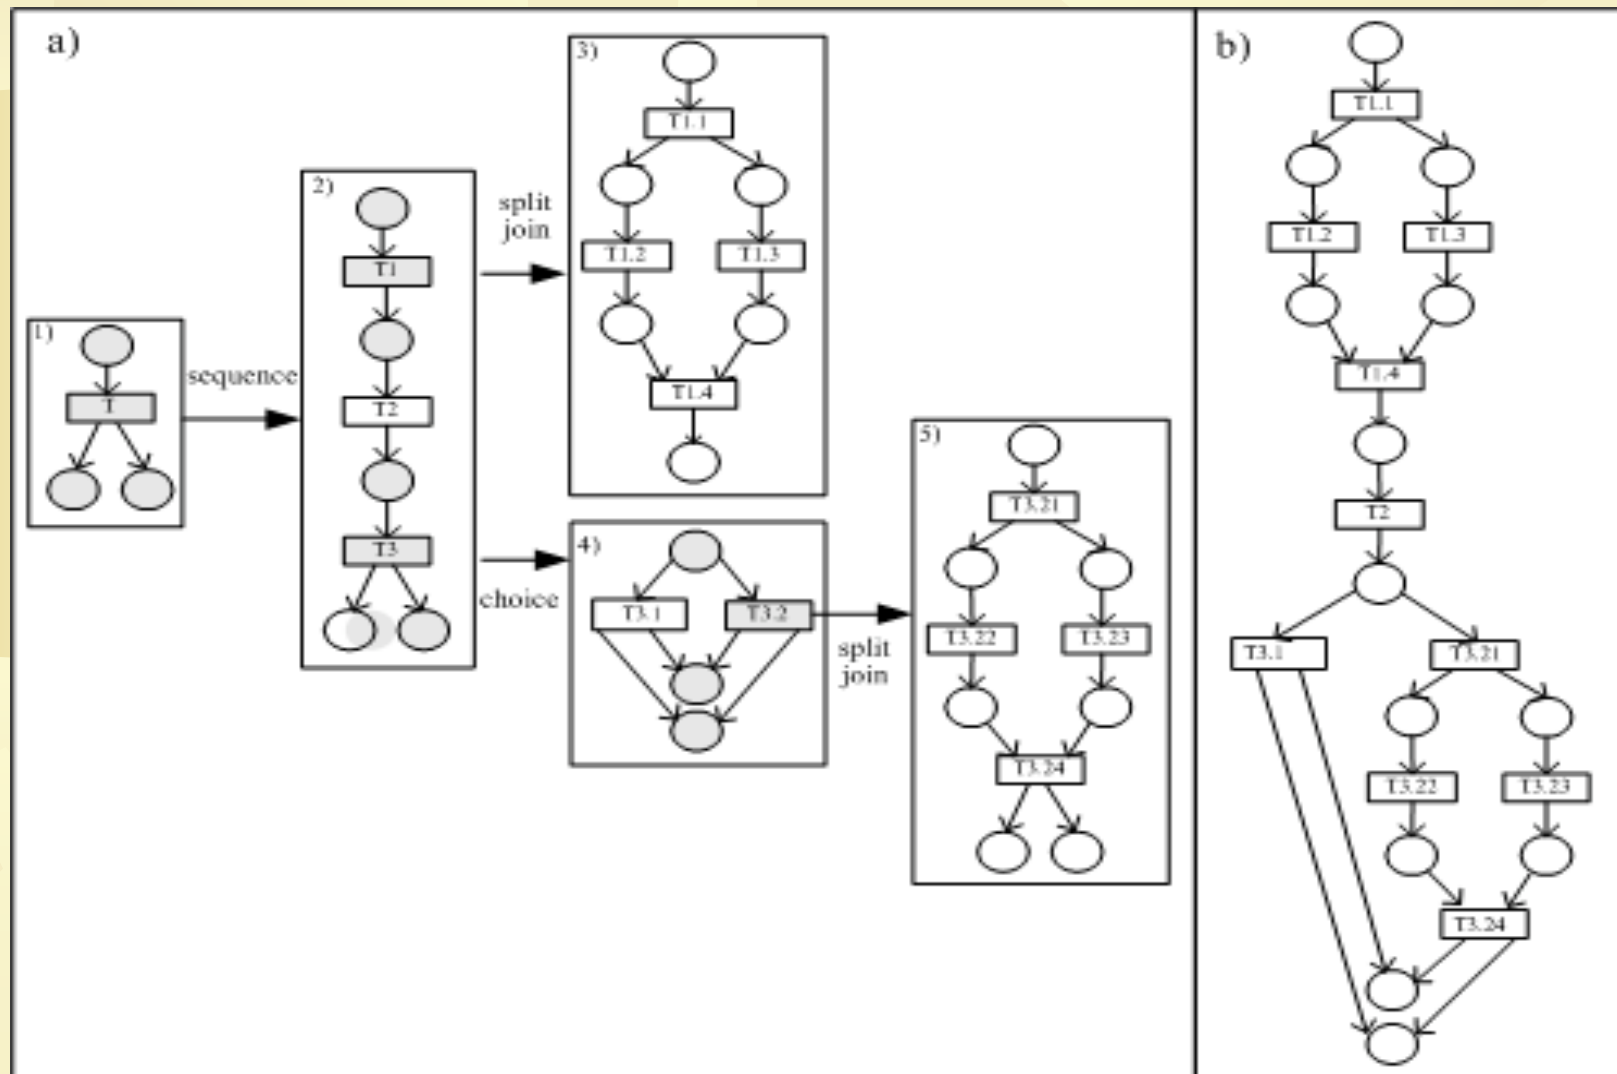 a)
1)
T
sequence
2)
T1
T2
T3
split
join
choice
3)
T1.1
T1.2 T1.3
T1.4
4)
T3.1 T3.2
split
join
5)
T3.21
T3.22 T3.23
T3.24
b)
T1.1
T1.2 T1.3
T1.4
T2
T3.1 T3.21
T3.22 T3.23
T3.24